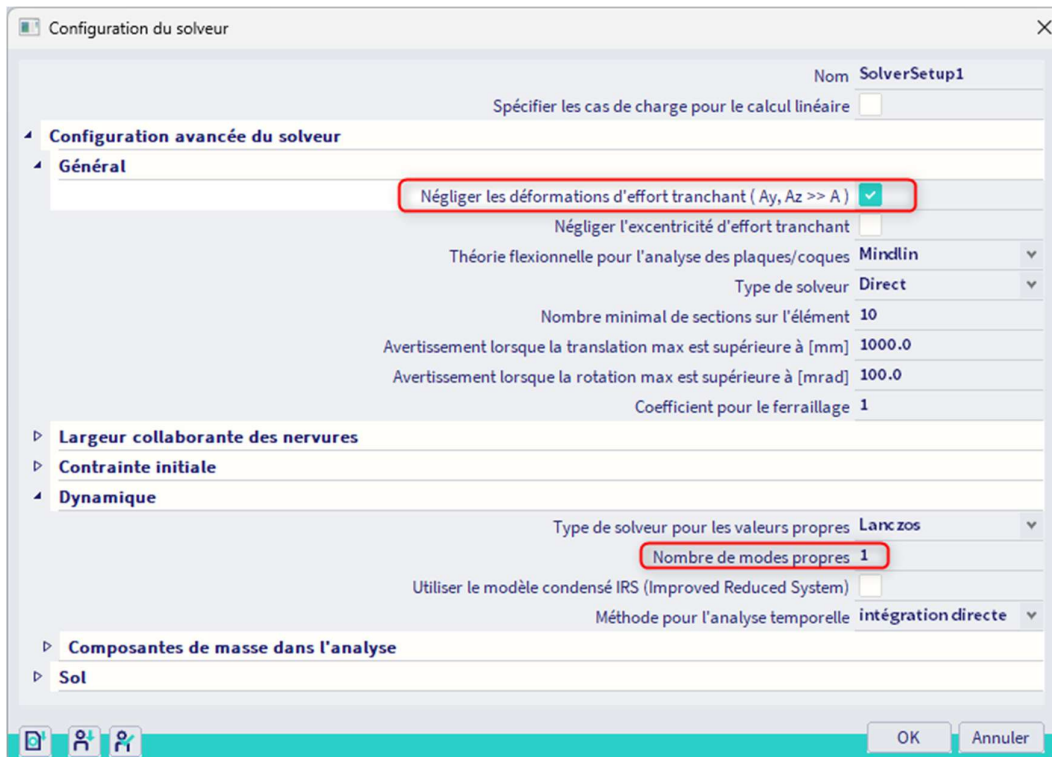 Configuration du solveur
Nom SolverSetup1
Spécifier les cas de charge pour le calcul linéaire
Configuration avancée du solveur
Général
Négliger les déformations d'effort tranchant ( Ay, Az >> A )
Négliger l'excentricité d'effort tranchant
Théorie flexionnelle pour l'analyse des plaques/coques Mindlin
Type de solveur Direct
Nombre minimal de sections sur l'élément 10
Avertissement lorsque la translation max est supérieure à [mm] 1000.0
Avertissement lorsque la rotation max est supérieure à [mrad] 100.0
Coefficient pour le ferraillage 1
Largeur collaborante des nervures
Contrainte initiale
Dynamique
Type de solveur pour les valeurs propres Lanczos
Nombre de modes propres 1
Utiliser le modèle condensé IRS (Improved Reduced System)
Méthode pour l'analyse temporelle intégration directe
Composantes de masse dans l'analyse
Sol
OK Annuler